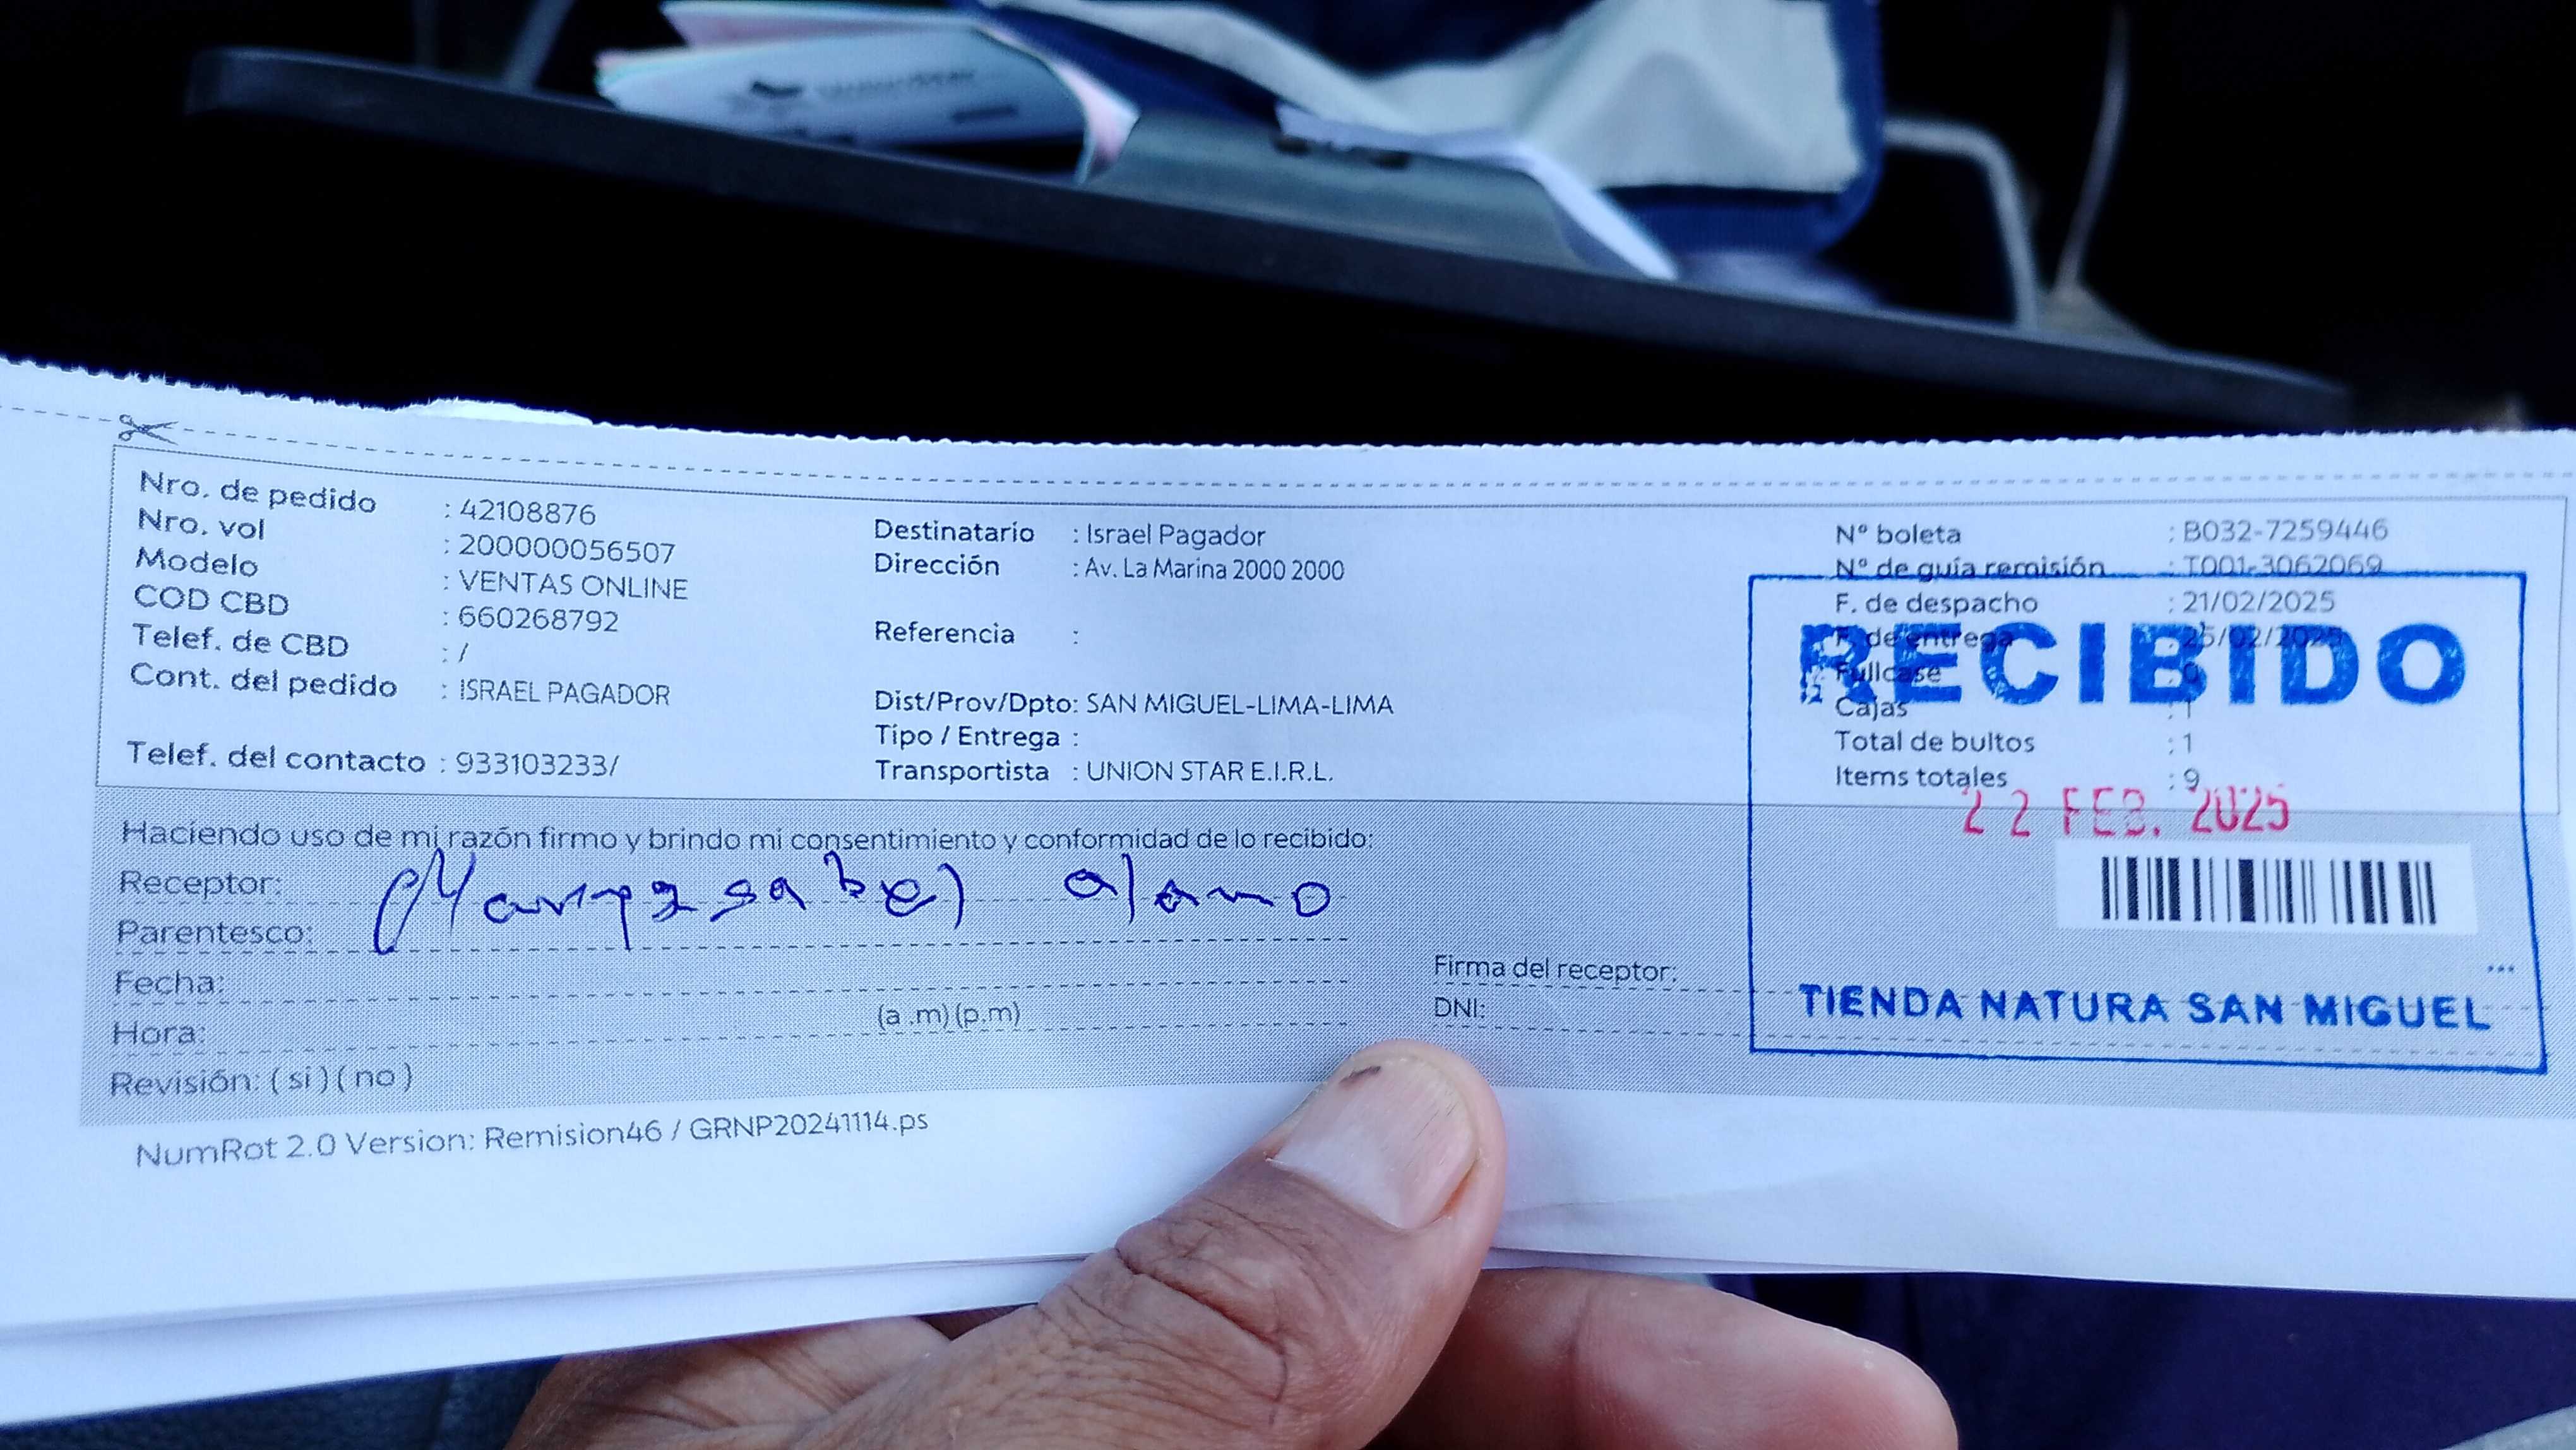 Nro. de pedido : 42108876
Nro. vol : 200000056507
Modelo : VENTAS ONLINE
COD CBD : 660268792
Telef. de CBD : /
Cont. del pedido : ISRAEL PAGADOR
Telef. del contacto : 933103233/
Destinatario : Israel Pagador
Dirección : Av. La Marina 2000 2000
Referencia :
Dist/Prov/Dpto: SAN MIGUEL-LIMA-LIMA
Tipo / Entrega :
Transportista : UNION STAR E.I.R.L.
N° boleta : B032-7259446
N° de guía remisión : T001-3062069
F. de despacho : 21/02/2025
F. de entrega : 25/02/2025
Fullcase : 0
Cajas : 1
Total de bultos : 1
Items totales : 9
RECIBIDO
22 FEB. 2025
TIENDA NATURA SAN MIGUEL
Haciendo uso de mi razón firmo y brindo mi consentimiento y conformidad de lo recibido:
Receptor: alamo
Parentesco:
Fecha:
Hora: (a .m) (p.m)
Revisión: ( si ) ( no )
Firma del receptor:
DNI:
NumRot 2.0 Version: Remision46 / GRNP20241114.ps